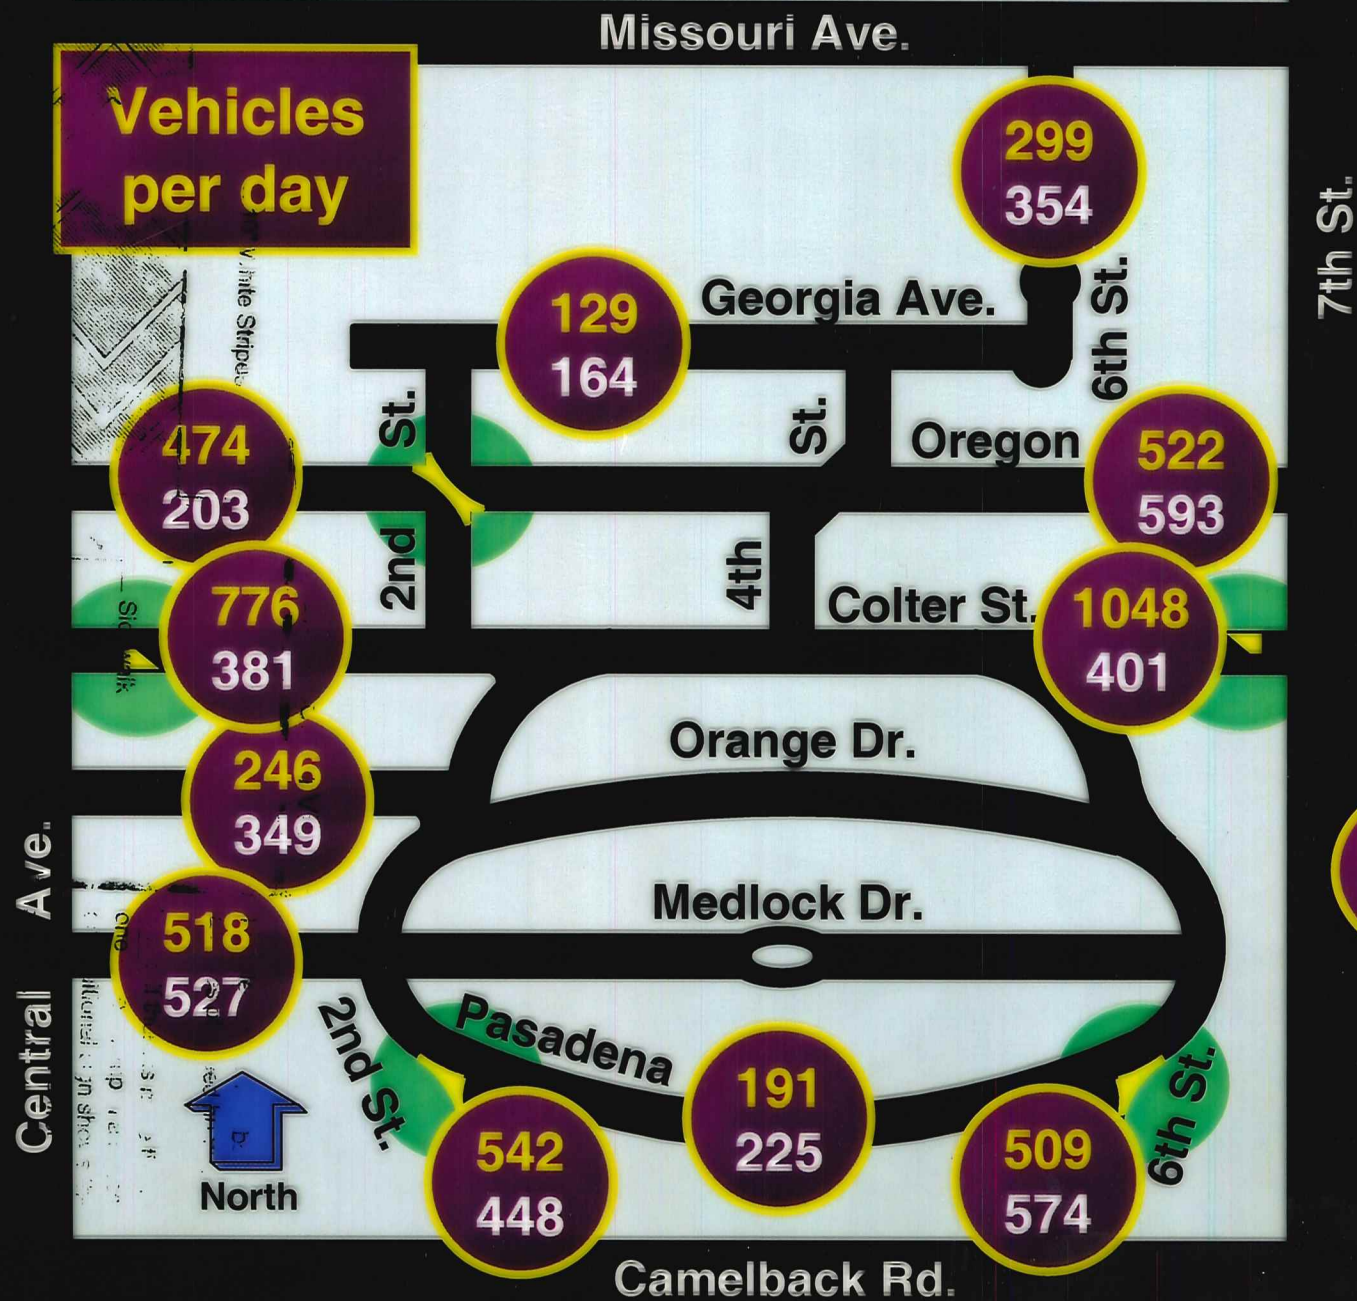 Missouri Ave.
Vehicles
per day
299
354
7th St.
Georgia Ave.
6th St.
129
164
474
203
2nd St.
4th St.
Oregon
522
593
776
381
Colter St.
1048
401
246
349
Orange Dr.
Central Ave.
Medlock Dr.
518
527
2nd St.
Pasadena
191
225
6th St.
542
448
509
574
North
Camelback Rd.